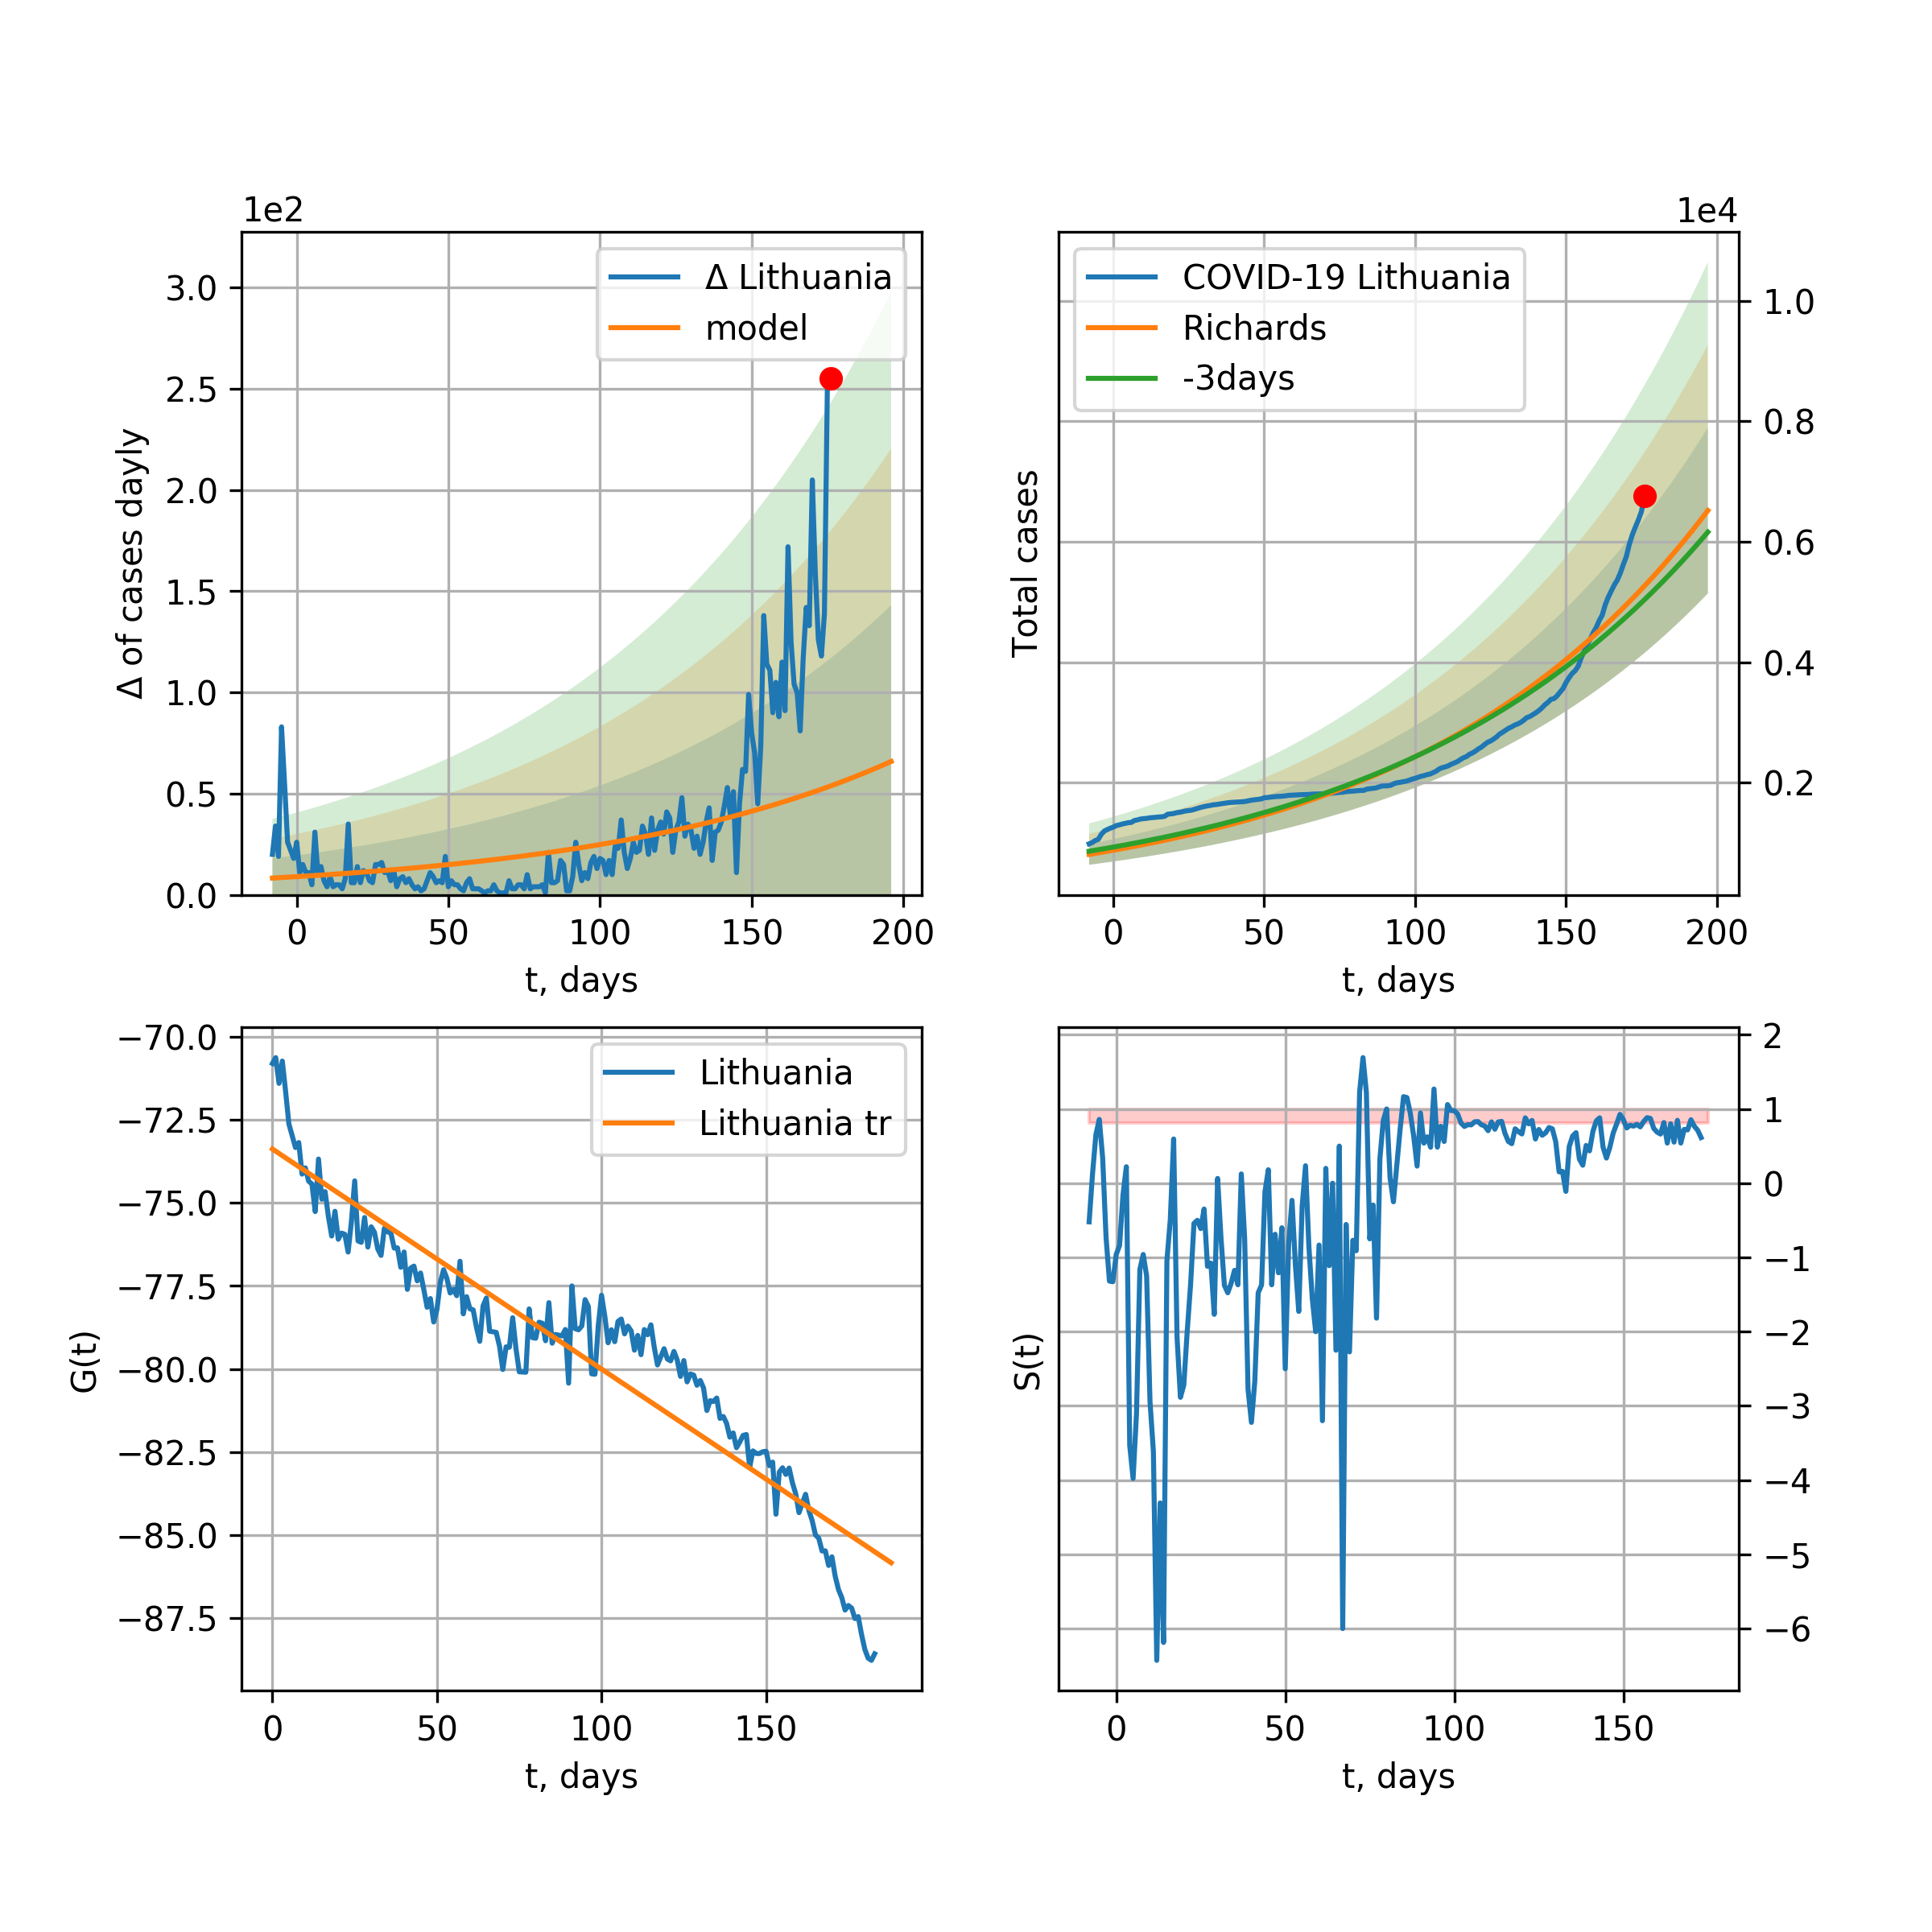 1e2
Δ Lithuania
model
3.0
2.5
2.0
1.5
1.0
0.5
0.0
Δ of cases dayly
0 50 100 150 200
t, days
1e4
COVID-19 Lithuania
Richards
-3days
1.0
0.8
0.6
0.4
0.2
Total cases
0 50 100 150 200
t, days
Lithuania
Lithuania tr
−70.0
−72.5
−75.0
−77.5
−80.0
−82.5
−85.0
−87.5
G(t)
0 50 100 150
t, days
2
1
0
−1
−2
−3
−4
−5
−6
S(t)
0 50 100 150
t, days